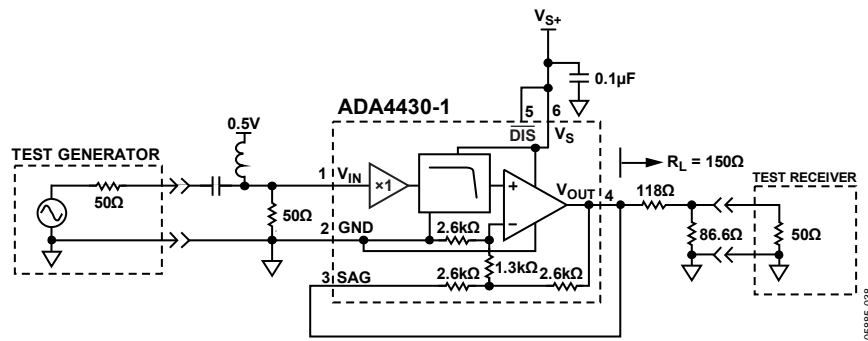 VS+
0.1µF
ADA4430-1
5
6
DIS
VS
0.5V
TEST GENERATOR
50Ω
1
VIN
×1
50Ω
2
GND
2.6kΩ
+
–
VOUT
4
RL = 150Ω
118Ω
TEST RECEIVER
86.6Ω
50Ω
1.3kΩ
3
SAG
2.6kΩ
2.6kΩ
05885-038